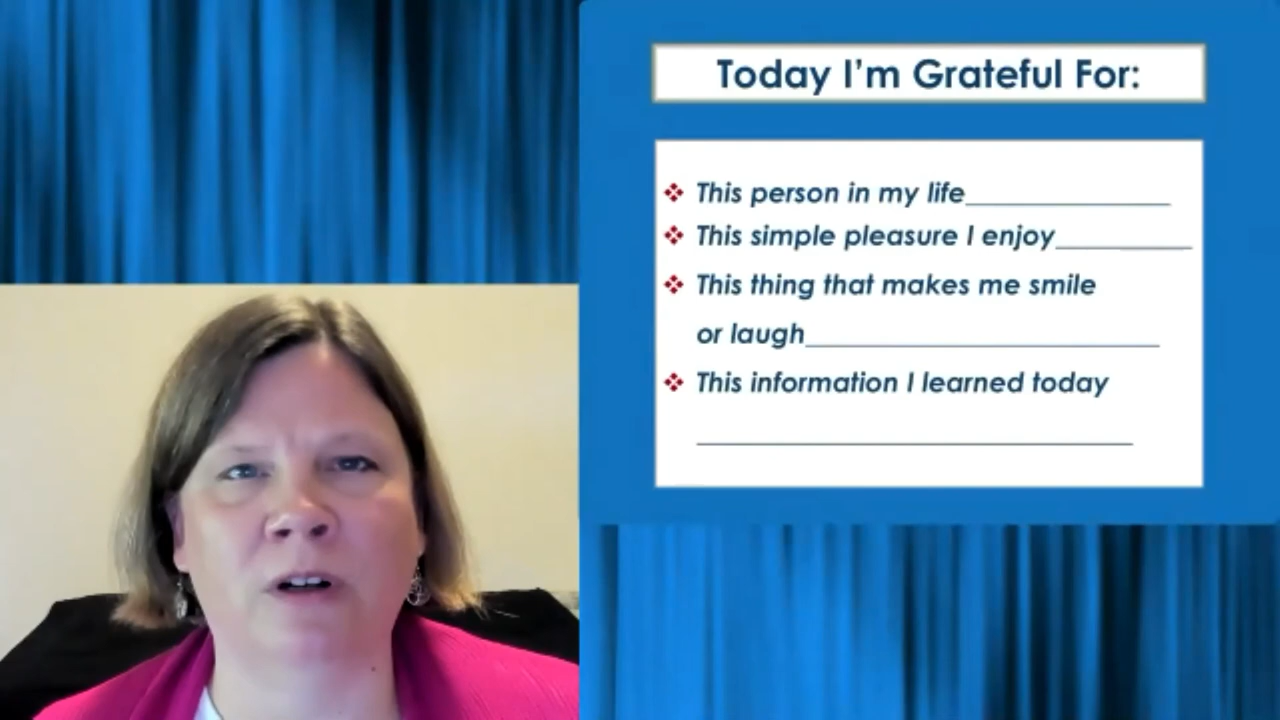 Today I'm Grateful For:
❖ This person in my life_______________
❖ This simple pleasure I enjoy__________
❖ This thing that makes me smile
or laugh__________________________
❖ This information I learned today
________________________________